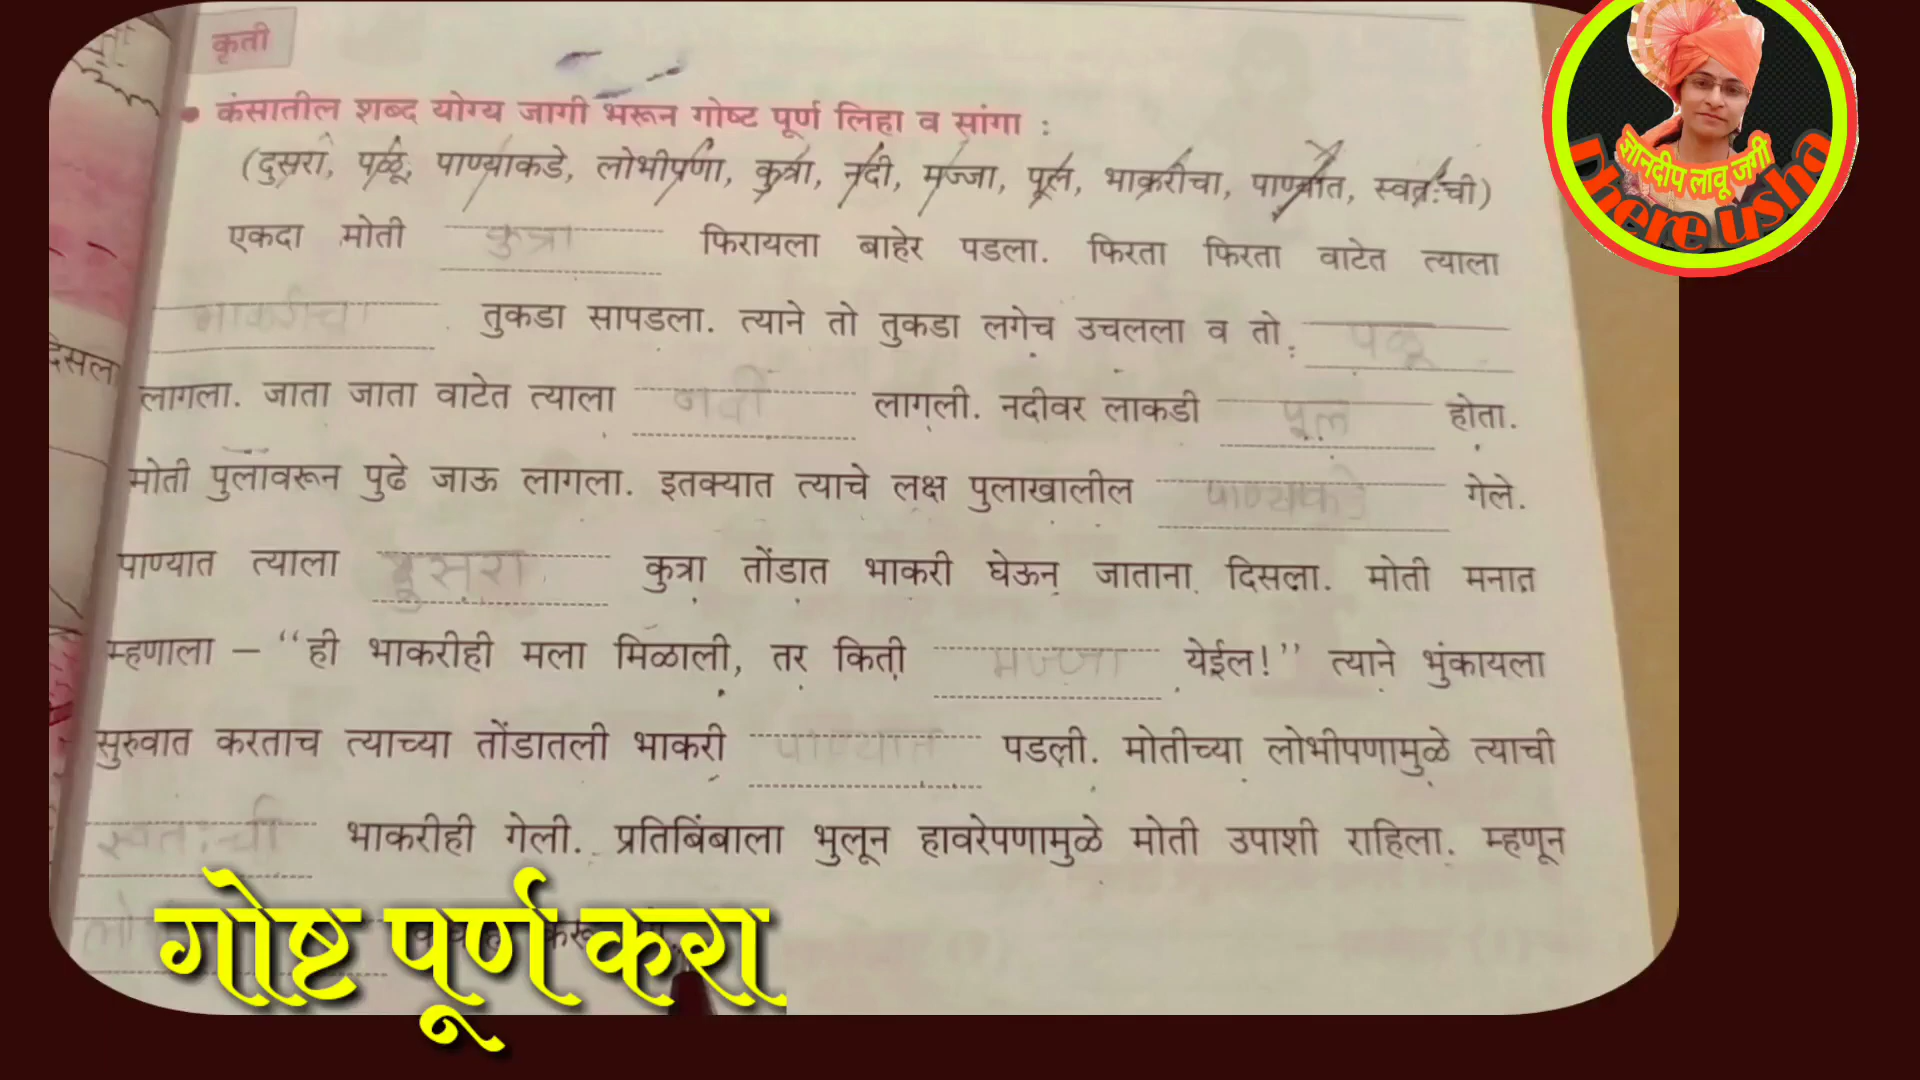 कृती
• कंसातील शब्द योग्य जागी भरून गोष्ट पूर्ण लिहा व सांगा :
(दुसरा, पळू, पाण्याकडे, लोभीपणा, कुत्रा, नदी, मज्जा, पूल, भाकरीचा, पाण्यात, स्वतःची)
एकदा मोती कुत्रा फिरायला बाहेर पडला. फिरता फिरता वाटेत त्याला
भाकरीचा तुकडा सापडला. त्याने तो तुकडा लगेच उचलला व तो पळू
लागला. जाता जाता वाटेत त्याला नदी लागली. नदीवर लाकडी पूल होता.
मोती पुलावरून पुढे जाऊ लागला. इतक्यात त्याचे लक्ष पुलाखालील पाण्याकडे गेले.
पाण्यात त्याला दुसरा कुत्रा तोंडात भाकरी घेऊन जाताना दिसला. मोती मनात
म्हणाला – “ही भाकरीही मला मिळाली, तर किती मज्जा येईल!” त्याने भुंकायला
सुरुवात करताच त्याच्या तोंडातली भाकरी पाण्यात पडली. मोतीच्या लोभीपणामुळे त्याची
स्वतःची भाकरीही गेली. प्रतिबिंबाला भुलून हावरेपणामुळे मोती उपाशी राहिला. म्हणून
गोष्ट पूर्ण करा
दिसला
ज्ञानदीप लावू जगी
Dhere usha